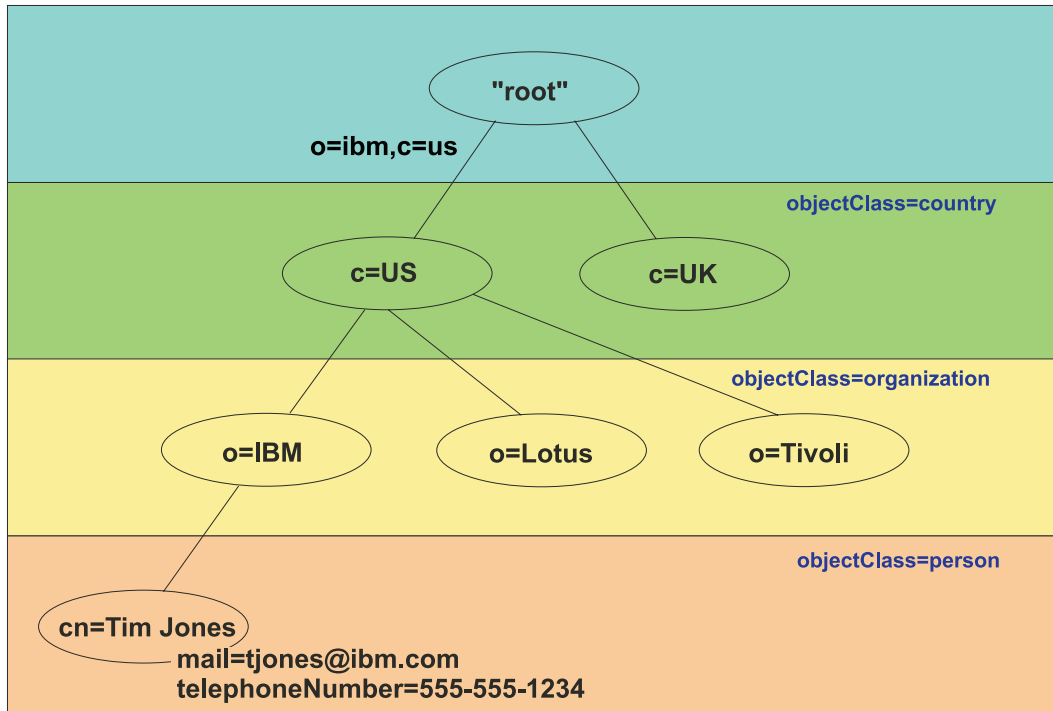 "root"
o=ibm,c=us
objectClass=country
c=US
c=UK
objectClass=organization
o=IBM
o=Lotus
o=Tivoli
objectClass=person
cn=Tim Jones
mail=tjones@ibm.com
telephoneNumber=555-555-1234